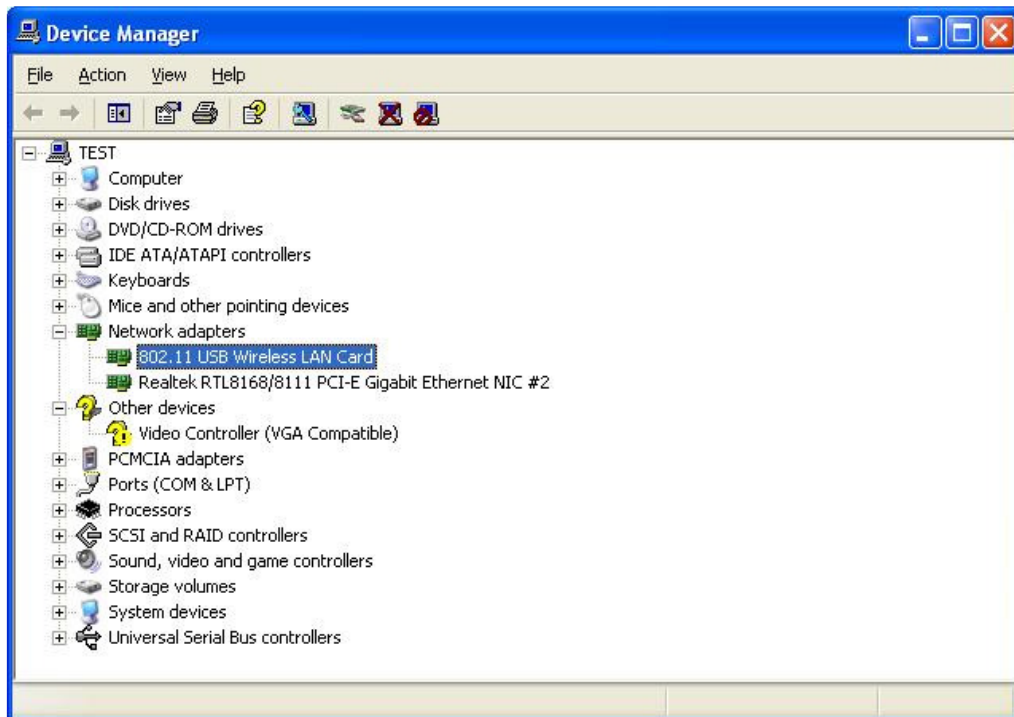 Device Manager
File Action View Help
TEST
Computer
Disk drives
DVD/CD-ROM drives
IDE ATA/ATAPI controllers
Keyboards
Mice and other pointing devices
Network adapters
802.11 USB Wireless LAN Card
Realtek RTL8168/8111 PCI-E Gigabit Ethernet NIC #2
Other devices
Video Controller (VGA Compatible)
PCMCIA adapters
Ports (COM & LPT)
Processors
SCSI and RAID controllers
Sound, video and game controllers
Storage volumes
System devices
Universal Serial Bus controllers